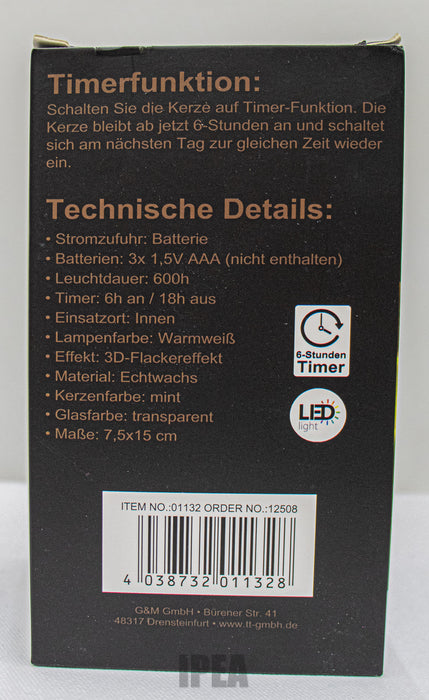 Timerfunktion:
Schalten Sie die Kerze auf Timer-Funktion. Die
Kerze bleibt ab jetzt 6-Stunden an und schaltet
sich am nächsten Tag zur gleichen Zeit wieder
ein.
Technische Details:
• Stromzufuhr: Batterie
• Batterien: 3x 1,5V AAA (nicht enthalten)
• Leuchtdauer: 600h
• Timer: 6h an / 18h aus
• Einsatzort: Innen
• Lampenfarbe: Warmweiß
• Effekt: 3D-Flackereffekt
• Material: Echtwachs
• Kerzenfarbe: mint
• Glasfarbe: transparent
• Maße: 7,5x15 cm
6-Stunden
Timer
LED
light
ITEM NO.:01132 ORDER NO.:12508
4 038732 011328
G&M GmbH • Bürener Str. 41
48317 Drensteinfurt • www.tt-gmbh.de
IPEA